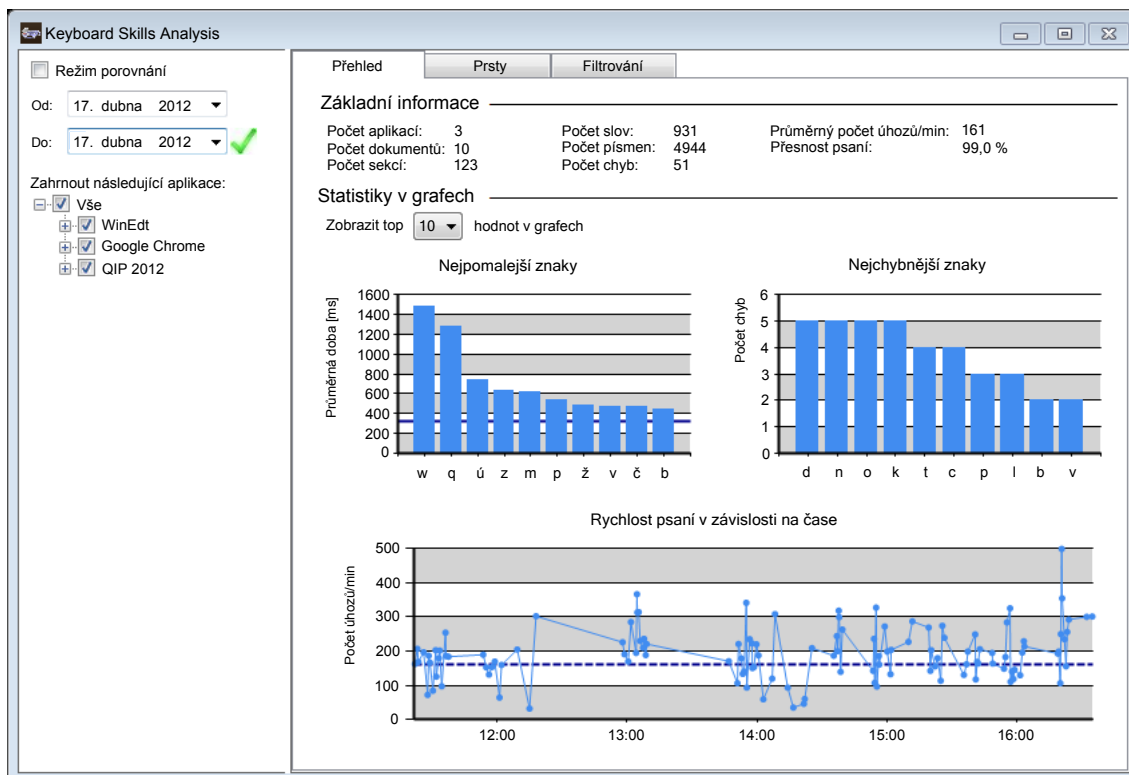 Keyboard Skills Analysis
Režim porovnání
Od: 17. dubna 2012
Do: 17. dubna 2012
Zahrnout následující aplikace:
Vše
WinEdt
Google Chrome
QIP 2012
Přehled Prsty Filtrování
Základní informace
Počet aplikací: 3 Počet slov: 931 Průměrný počet úhozů/min: 161
Počet dokumentů: 10 Počet písmen: 4944 Přesnost psaní: 99,0 %
Počet sekcí: 123 Počet chyb: 51
Statistiky v grafech
Zobrazit top 10 hodnot v grafech
Nejpomalejší znaky
Průměrná doba [ms]
1600
1400
1200
1000
800
600
400
200
0
w q ú z m p ž v č b
Nejchybnější znaky
Počet chyb
6
5
4
3
2
1
0
d n o k t c p l b v
Rychlost psaní v závislosti na čase
Počet úhozů/min
500
400
300
200
100
0
12:00 13:00 14:00 15:00 16:00